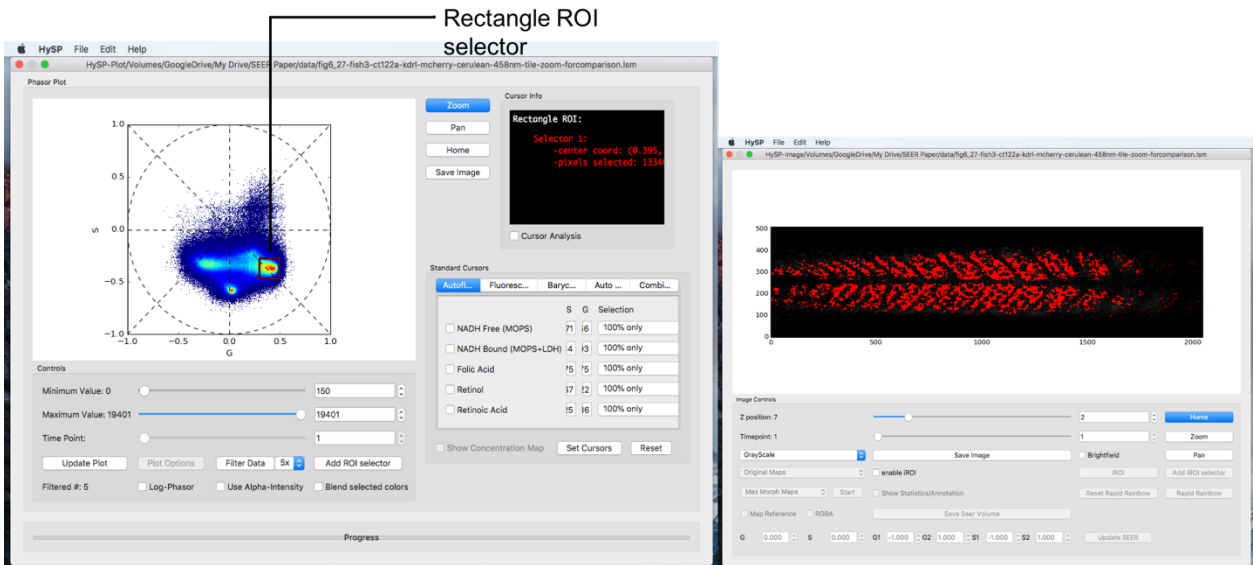 Rectangle ROI
selector
HySP File Edit Help
HySP-Plot/Volumes/GoogleDrive/My Drive/SEER Paper/data/fig6_27-fish3-ct122a-kdrl-mcherry-cerulean-458nm-tile-zoom-forcomparison.lsm
Phasor Plot
1.0
0.5
0.0
−0.5
−1.0
S
−1.0 −0.5 0.0 0.5 1.0
G
Zoom
Pan
Home
Save Image
Cursor Info
Rectangle ROI:
Selector 1:
-center coord: (0.395,
-pixels selected: 13340
Cursor Analysis
Standard Cursors
Autofl... Fluoresc... Baryc... Auto ... Combi...
S G Selection
NADH Free (MOPS) 71 i6 100% only
NADH Bound (MOPS+LDH) 4 )3 100% only
Folic Acid 75 '5 100% only
Retinol 37 22 100% only
Retinoic Acid 25 36 100% only
Show Concentration Map Set Cursors Reset
Controls
Minimum Value: 0 150
Maximum Value: 19401 19401
Time Point: 1
Update Plot Plot Options Filter Data 5x Add ROI selector
Filtered #: 5 Log-Phasor Use Alpha-Intensity Blend selected colors
Progress
HySP File Edit Help
HySP-image/Volumes/GoogleDrive/My Drive/SEER Paper/data/fig6_27-fish3-ct122a-kdrl-mcherry-cerulean-458nm-tile-zoom-forcomparison.lsm
500
400
300
200
100
0
0 500 1000 1500 2000
Image Controls
Z position: 7 2 Home
Timepoint: 1 1 Zoom
GrayScale Save Image Brightfield Pan
Original Maps enable iROI iROI Add iROI selector
Max Morph Maps Start Show Statistics/Annotation Reset Rapid Rainbow Rapid Rainbow
Map Reference RGBA Save Seer Volume
G 0.000 S 0.000 G1 -1.000 G2 1.000 S1 -1.000 S2 1.000 Update SEER